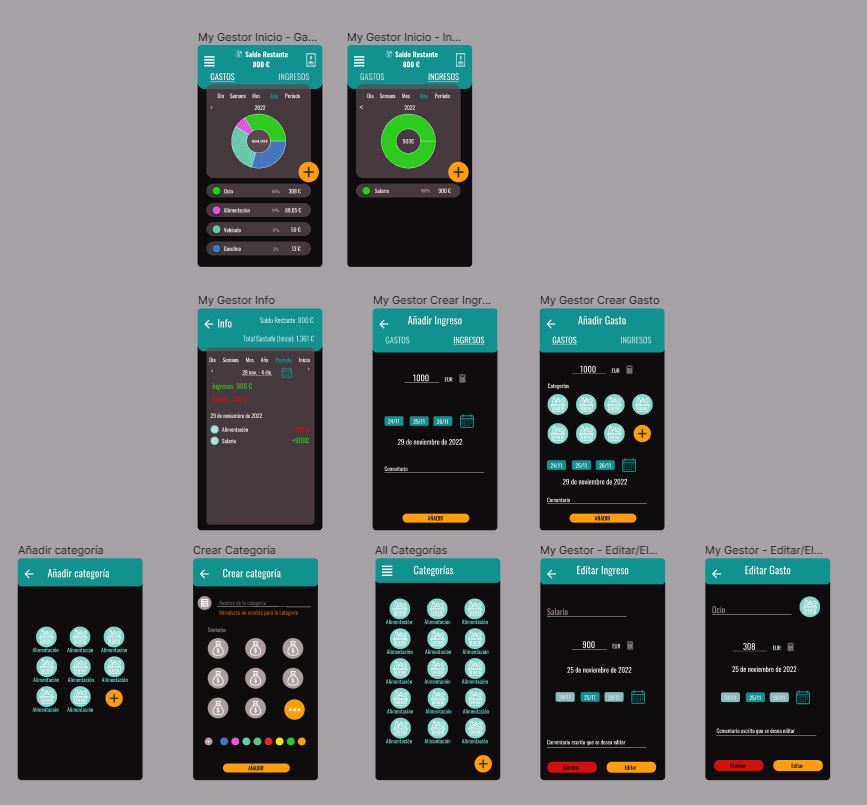 My Gestor Inicio - Ga...
My Gestor Inicio - In...
Saldo Restante
800 €
GASTOS INGRESOS
Día Semana Mes Año Periodo
< 2022
Ocio 308 €
Alimentación 88,05 €
Vehículo 50 €
Gasolina 12 €
Saldo Restante
800 €
GASTOS INGRESOS
Día Semana Mes Año Periodo
< 2022
900€
Salario 100% 900 €
My Gestor Info
My Gestor Crear Ingr...
My Gestor Crear Gasto
Info
Saldo Restante: 800 €
Total Gastado (Inicio): 1.361 €
Día Semana Mes Año Periodo Inicio
28 nov. - 4 dic.
Ingresos: 900 €
29 de noviembre de 2022
Alimentación
Salario +900€
Añadir Ingreso
GASTOS INGRESOS
1000 EUR
24/11 25/11 26/11
29 de noviembre de 2022
Comentario
AÑADIR
Añadir Gasto
GASTOS INGRESOS
1000 EUR
Categorías
24/11 25/11 26/11
29 de noviembre de 2022
Comentario
AÑADIR
Añadir categoría
Crear Categoría
All Categorías
My Gestor - Editar/El...
My Gestor - Editar/El...
Añadir categoría
Alimentación Alimentación Alimentación
Alimentación Alimentación Alimentación
Alimentación Alimentación
Crear categoría
Nombre de la categoría
Introduzca un nombre para la categoría
Símbolos
AÑADIR
Categorías
Alimentación Alimentación Alimentación
Alimentación Alimentación Alimentación
Alimentación Alimentación Alimentación
Alimentación Alimentación Alimentación
Alimentación Alimentación Alimentación
Editar Ingreso
Salario
900 EUR
25 de noviembre de 2022
24/11 25/11 26/11
Comentario escrito que se desea editar
Eliminar Editar
Editar Gasto
Ocio
308 EUR
25 de noviembre de 2022
24/11 25/11 26/11
Comentario escrito que se desea editar
Eliminar Editar